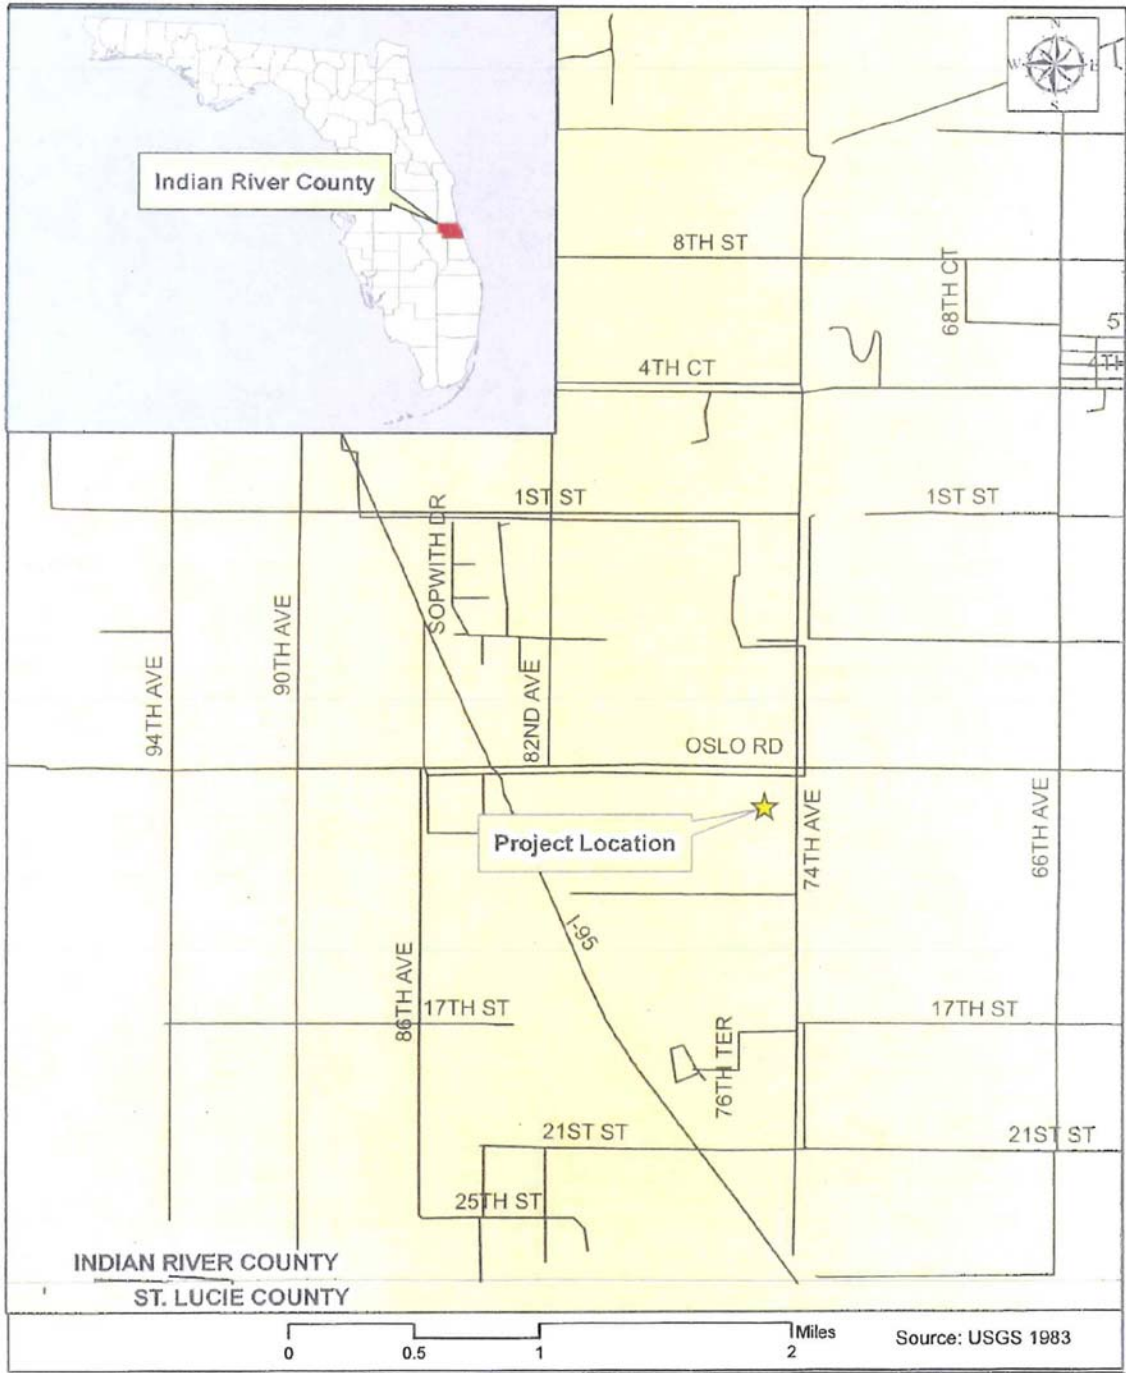 N
W
E
S
Indian River County
8TH ST
68TH CT
4TH CT
1ST ST
1ST ST
SOPWITH DR
90TH AVE
94TH AVE
82ND AVE
OSLO RD
Project Location
74TH AVE
66TH AVE
I-95
86TH AVE
17TH ST
17TH ST
76TH TER
21ST ST
21ST ST
25TH ST
INDIAN RIVER COUNTY
ST. LUCIE COUNTY
Miles
0
0.5
1
2
Source: USGS 1983